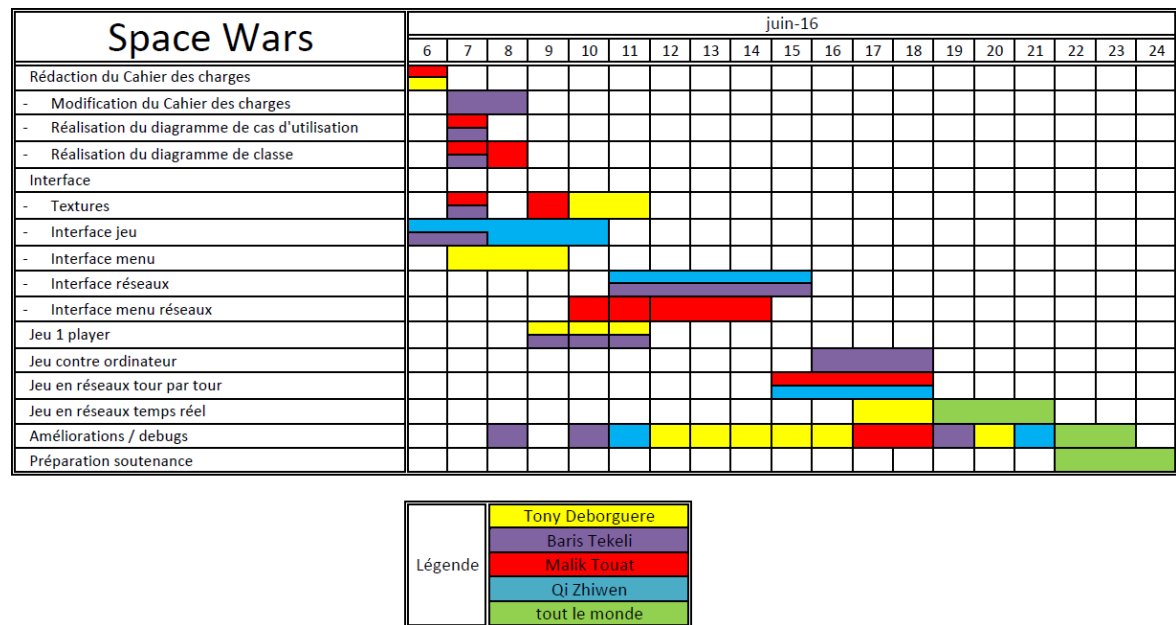 Space Wars
juin-16
6 7 8 9 10 11 12 13 14 15 16 17 18 19 20 21 22 23 24
Rédaction du Cahier des charges
- Modification du Cahier des charges
- Réalisation du diagramme de cas d'utilisation
- Réalisation du diagramme de classe
Interface
- Textures
- Interface jeu
- Interface menu
- Interface réseaux
- Interface menu réseaux
Jeu 1 player
Jeu contre ordinateur
Jeu en réseaux tour par tour
Jeu en réseaux temps réel
Améliorations / debugs
Préparation soutenance
Légende
Tony Deborguere
Baris Tekeli
Malik Touat
Qi Zhiwen
tout le monde